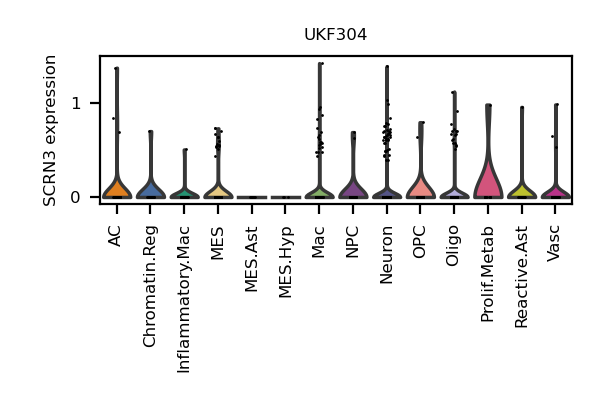 UKF304
SCRN3 expression
1
0
AC
Chromatin.Reg
Inflammatory.Mac
MES
MES.Ast
MES.Hyp
Mac
NPC
Neuron
OPC
Oligo
Prolif.Metab
Reactive.Ast
Vasc